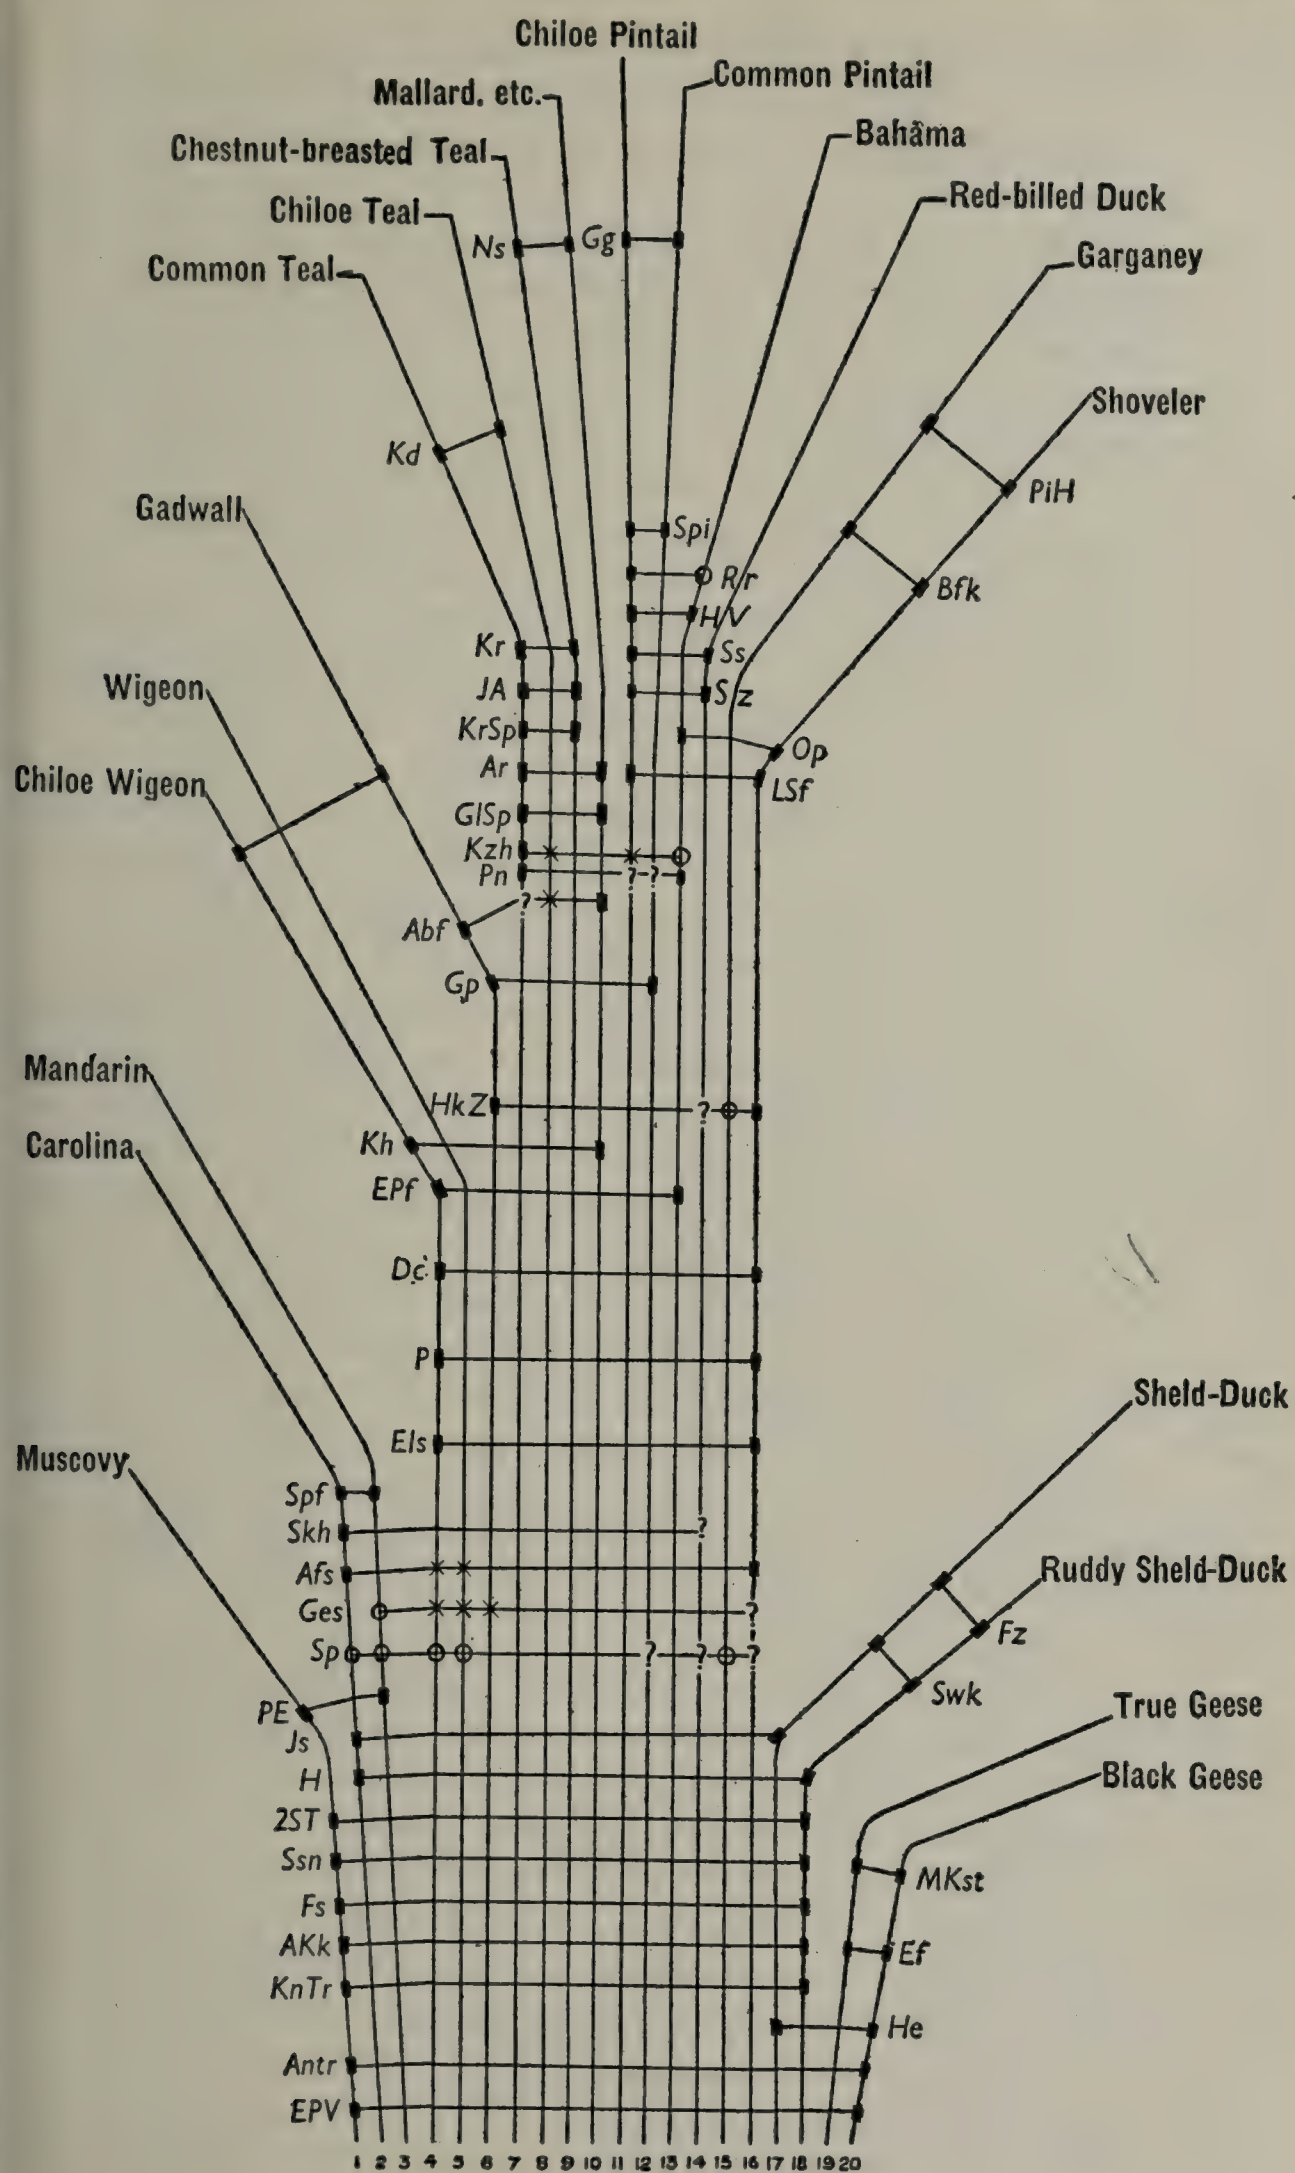 Chiloe Pintail
Common Pintail
Mallard. etc.
Bahâma
Chestnut-breasted Teal
Red-billed Duck
Chiloe Teal
Ns
Gg
Garganey
Common Teal
Shoveler
Kd
PiH
Gadwall
Spi
Rr
Bfk
HV
Kr
Ss
Wigeon
JA
Sz
KrSp
Op
Chiloe Wigeon
Ar
LSf
GlSp
Kzh
Pn
? ?
?
Abf
Gp
Mandarin
HkZ
?
Carolina
Kh
EPf
Dc
P
Sheld-Duck
Els
Muscovy
Spf
Skh
?
Afs
Ruddy Sheld-Duck
Ges
?
Fz
Sp
? ? ?
Swk
PE
True Geese
Js
H
Black Geese
2ST
Ssn
MKst
Fs
AKk
Ef
KnTr
He
Antr
EPV
1 2 3 4 5 6 7 8 9 10 11 12 13 14 15 16 17 18 19 20